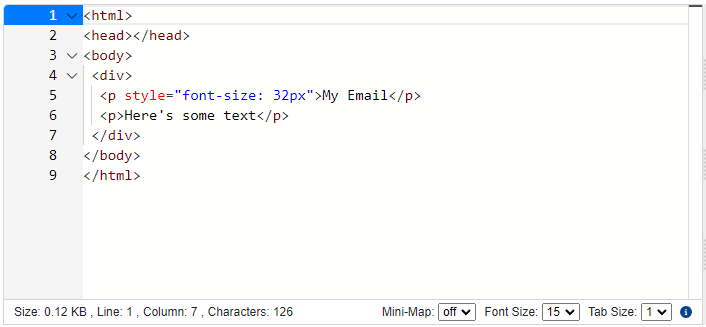 1 <html>
2 <head></head>
3 <body>
4 <div>
5 <p style="font-size: 32px">My Email</p>
6 <p>Here's some text</p>
7 </div>
8 </body>
9 </html>
Size: 0.12 KB , Line: 1 , Column: 7 , Characters: 126 Mini-Map: off Font Size: 15 Tab Size: 1 i